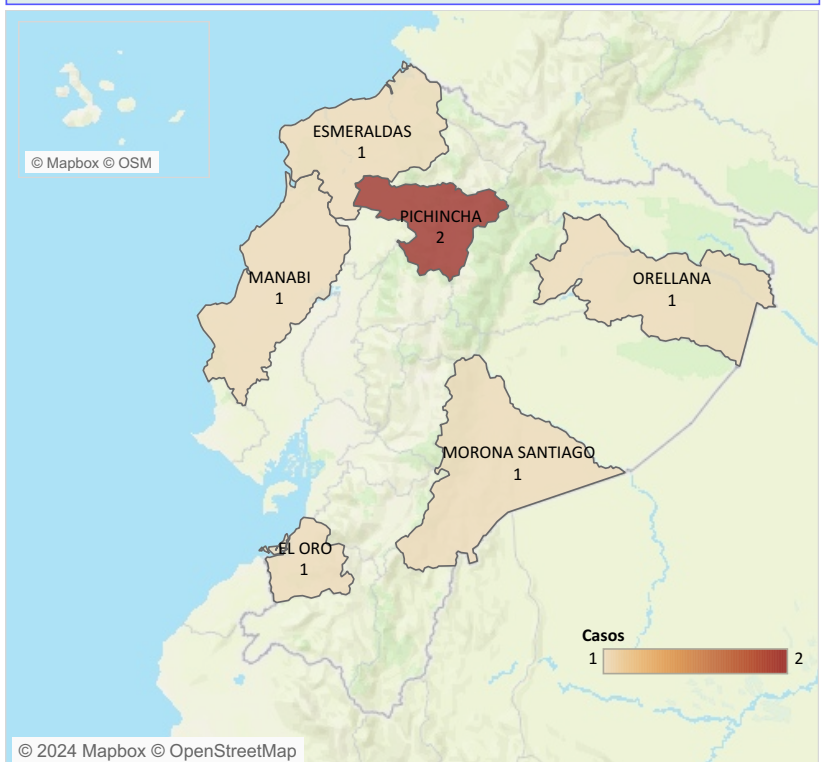 © Mapbox © OSM
ESMERALDAS
1
PICHINCHA
2
MANABI
1
ORELLANA
1
MORONA SANTIAGO
1
EL ORO
1
Casos
1 2
© 2024 Mapbox © OpenStreetMap